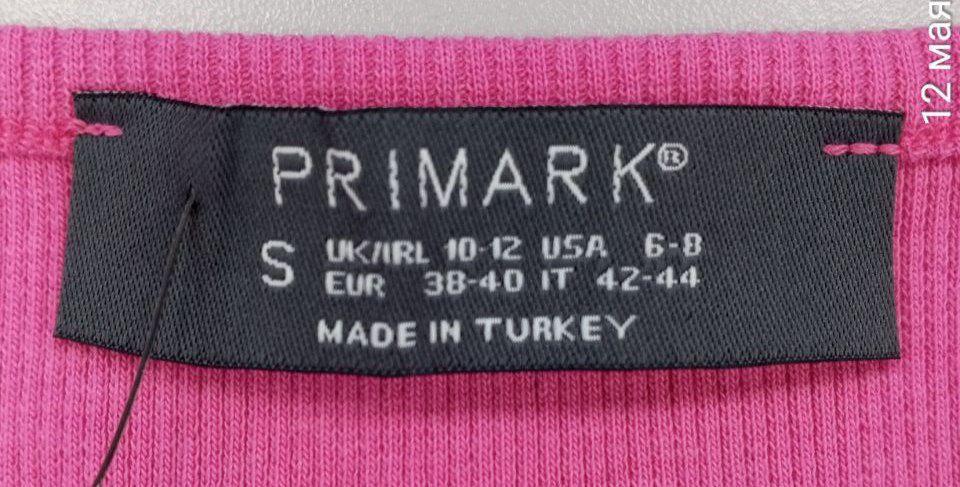 PRIMARK®
S UK/IRL 10-12 USA 6-8
EUR 38-40 IT 42-44
MADE IN TURKEY
12 мая